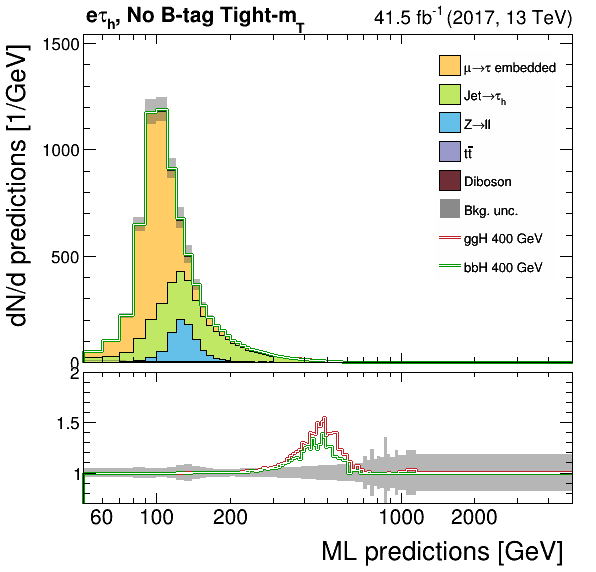 eτh, No B-tag Tight-mT
41.5 fb-1 (2017, 13 TeV)
dN/d predictions [1/GeV]
1500
1000
500
0
μ→τ embedded
Jet→τh
Z→ll
tt̄
Diboson
Bkg. unc.
ggH 400 GeV
bbH 400 GeV
2
1.5
1
60 100 200 1000 2000
ML predictions [GeV]